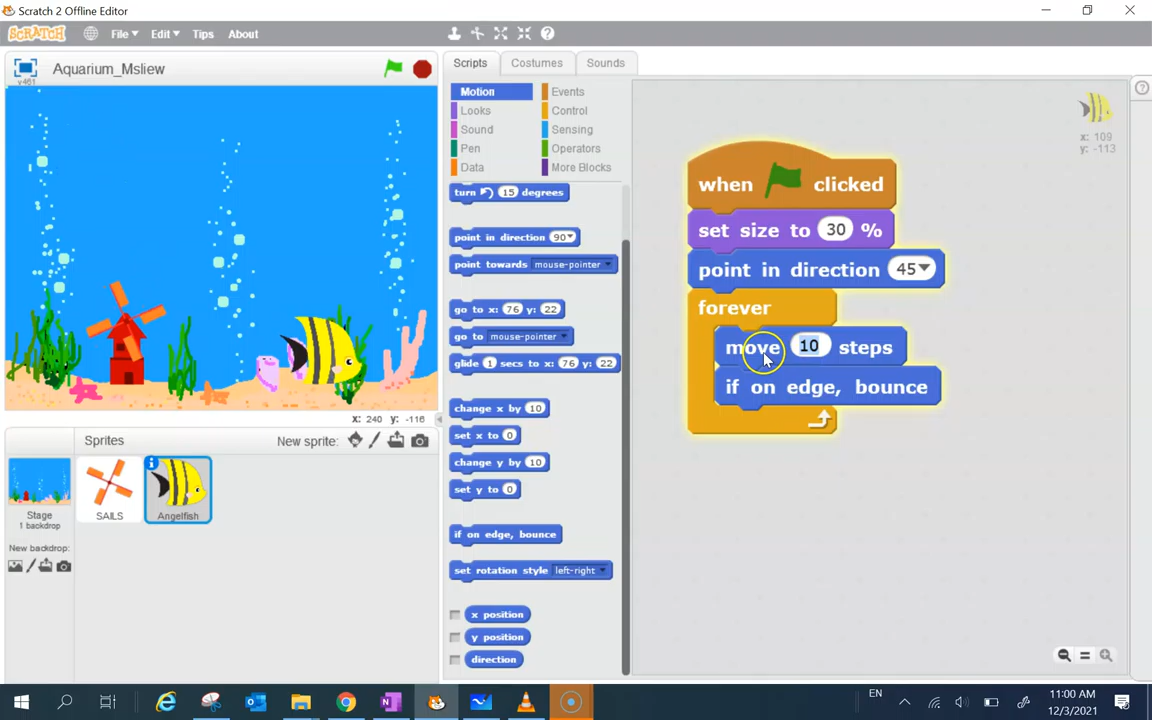 Scratch 2 Offline Editor
SCRATCH File▼ Edit▼ Tips About
Aquarium_Msliew
v461
x: 240 y: -116
Sprites New sprite:
Stage
1 backdrop
New backdrop:
SAILS
Angelfish
Scripts Costumes Sounds
Motion Events
Looks Control
Sound Sensing
Pen Operators
Data More Blocks
turn 15 degrees
point in direction 90▼
point towards mouse-pointer
go to x: 76 y: 22
go to mouse-pointer
glide 1 secs to x: 76 y: 22
change x by 10
set x to 0
change y by 10
set y to 0
if on edge, bounce
set rotation style left-right
x position
y position
direction
when clicked
set size to 30 %
point in direction 45▼
forever
move 10 steps
if on edge, bounce
x: 109
y: -113
EN
11:00 AM
12/3/2021